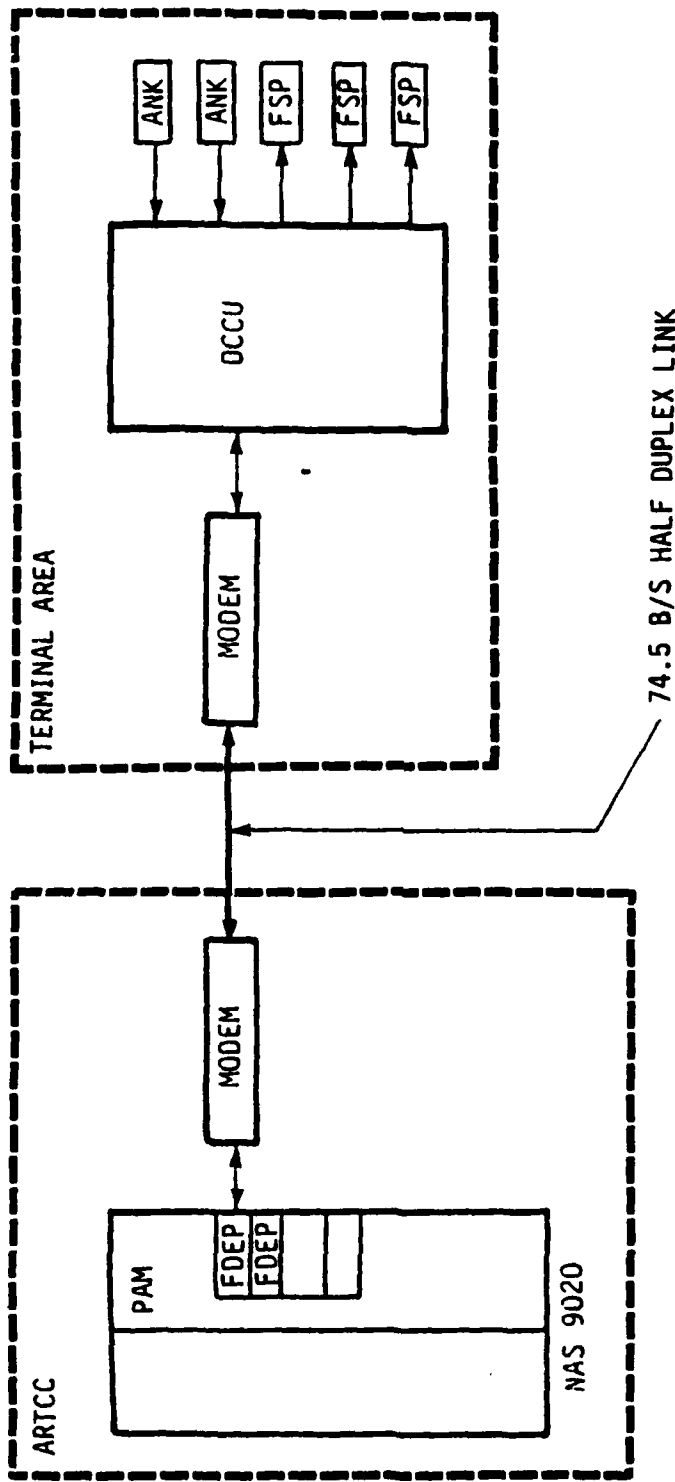 ARTCC
PAM
FDEP
FDEP
NAS 9020
MODEM
TERMINAL AREA
MODEM
DCCU
ANK
ANK
FSP
FSP
FSP
74.5 B/S HALF DUPLEX LINK